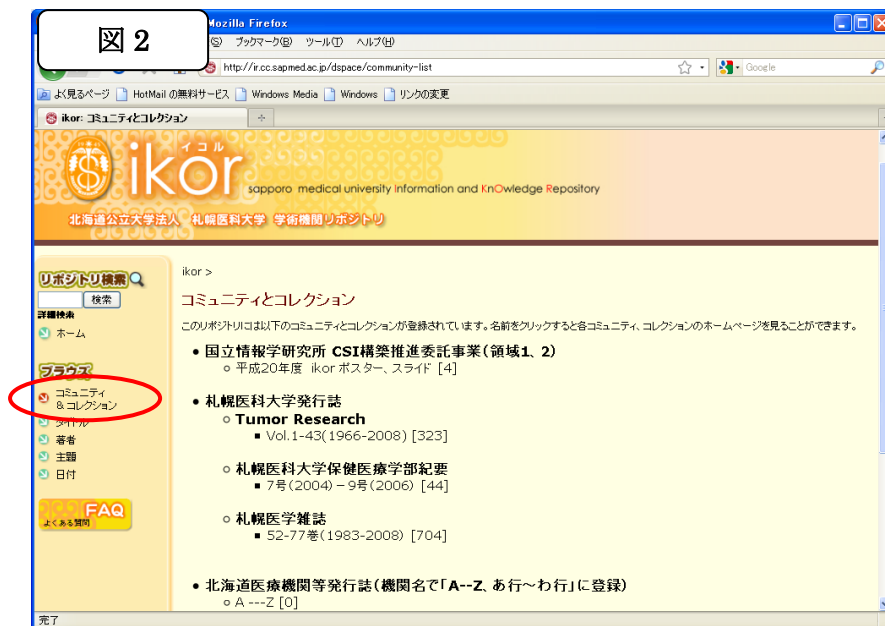 図 2
Mozilla Firefox
(S) ブックマーク(B) ツール(T) ヘルプ(H)
http://ir.cc.sapmed.ac.jp/dspace/community-list
Google
よく見るページ HotMail の無料サービス Windows Media Windows リンクの変更
ikor: コミュニティとコレクション
イコル
ikor
sapporo medical university Information and KnOwledge Repository
北海道公立大学法人 札幌医科大学 学術機関リポジトリ
リポジトリ検索
検索
詳細検索
ホーム
ブラウズ
コミュニティ
&コレクション
タイトル
著者
主題
日付
FAQ
よくある質問
ikor >
コミュニティとコレクション
このリポジトリコは以下のコミュニティとコレクションが登録されています。名前をクリックすると各コミュニティ、コレクションのホームページを見ることができます。
国立情報学研究所 CSI構築推進委託事業(領域1、2)
平成20年度 ikor ポスター、スライド [4]
札幌医科大学発行誌
Tumor Research
Vol.1-43(1966-2008) [323]
札幌医科大学保健医療学部紀要
7号(2004)−9号(2006) [44]
札幌医学雑誌
52-77巻(1983-2008) [704]
北海道医療機関等発行誌(機関名で「A--Z、あ行～わ行」に登録)
A ---Z [0]
完了